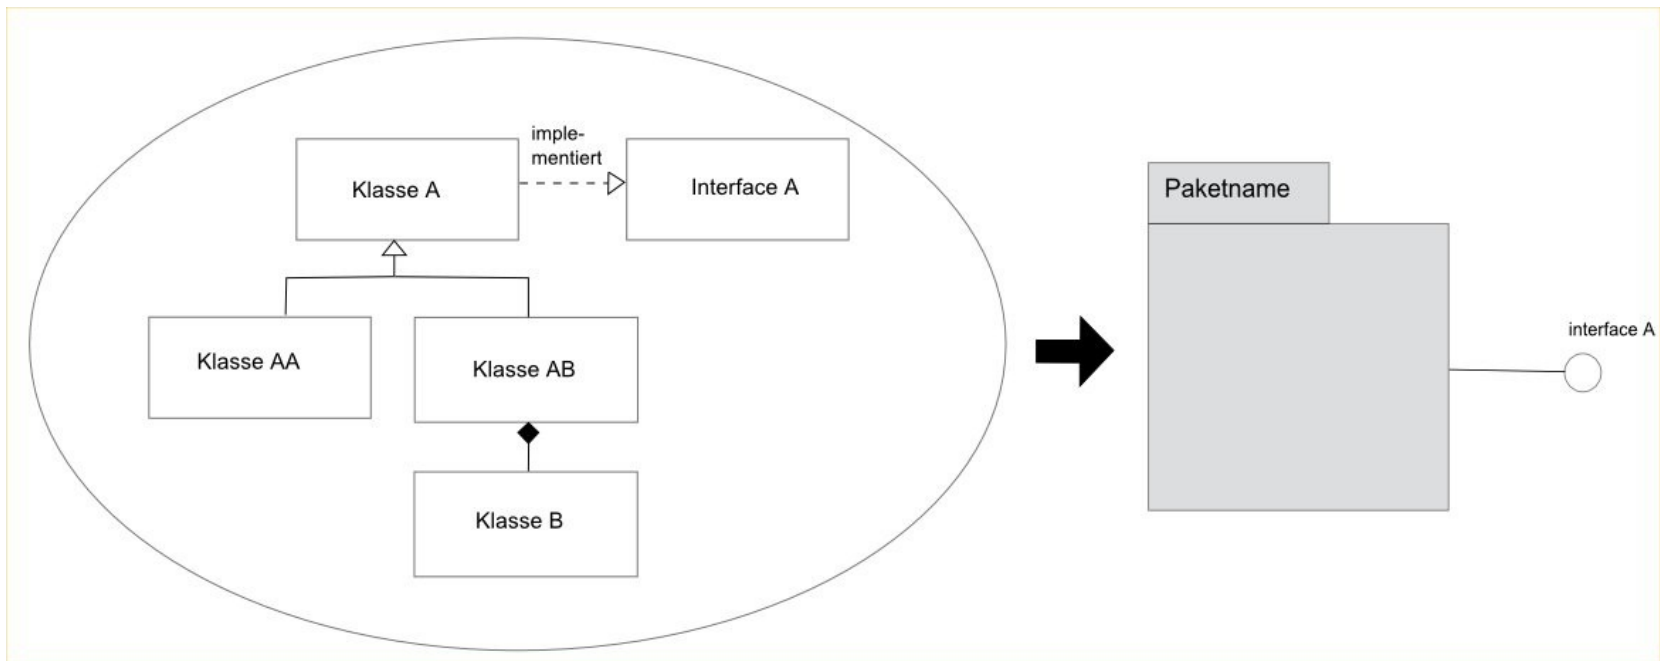 imple-
mentiert
Klasse A
Interface A
Klasse AA
Klasse AB
Klasse B
Paketname
interface A